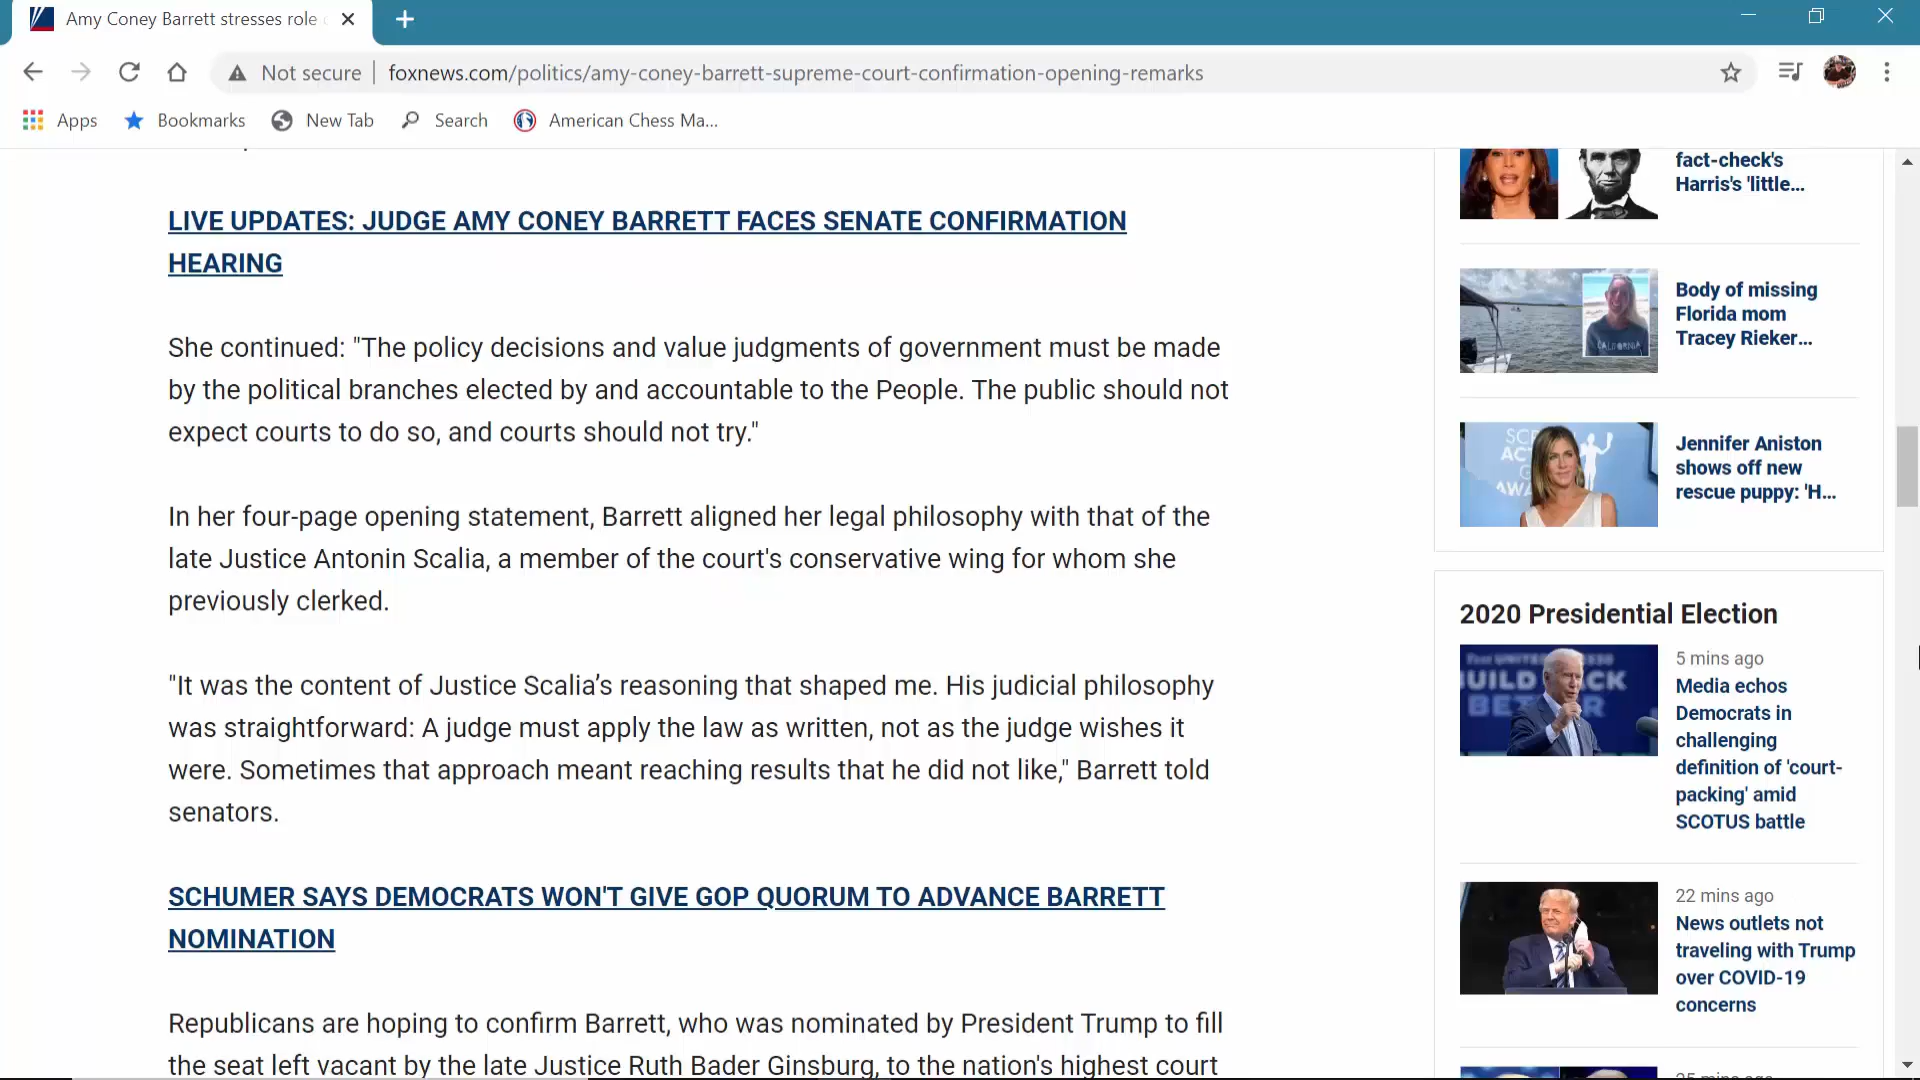 Amy Coney Barrett stresses role
Not secure
foxnews.com/politics/amy-coney-barrett-supreme-court-confirmation-opening-remarks
Apps
Bookmarks
New Tab
Search
American Chess Ma...
LIVE UPDATES: JUDGE AMY CONEY BARRETT FACES SENATE CONFIRMATION
HEARING
She continued: "The policy decisions and value judgments of government must be made
by the political branches elected by and accountable to the People. The public should not
expect courts to do so, and courts should not try."
In her four-page opening statement, Barrett aligned her legal philosophy with that of the
late Justice Antonin Scalia, a member of the court's conservative wing for whom she
previously clerked.
"It was the content of Justice Scalia’s reasoning that shaped me. His judicial philosophy
was straightforward: A judge must apply the law as written, not as the judge wishes it
were. Sometimes that approach meant reaching results that he did not like," Barrett told
senators.
SCHUMER SAYS DEMOCRATS WON'T GIVE GOP QUORUM TO ADVANCE BARRETT
NOMINATION
Republicans are hoping to confirm Barrett, who was nominated by President Trump to fill
the seat left vacant by the late Justice Ruth Bader Ginsburg, to the nation's highest court
fact-check's
Harris's 'little...
CALIFORNIA
Body of missing
Florida mom
Tracey Rieker...
Jennifer Aniston
shows off new
rescue puppy: 'H...
2020 Presidential Election
5 mins ago
Media echos
Democrats in
challenging
definition of 'court-
packing' amid
SCOTUS battle
22 mins ago
News outlets not
traveling with Trump
over COVID-19
concerns